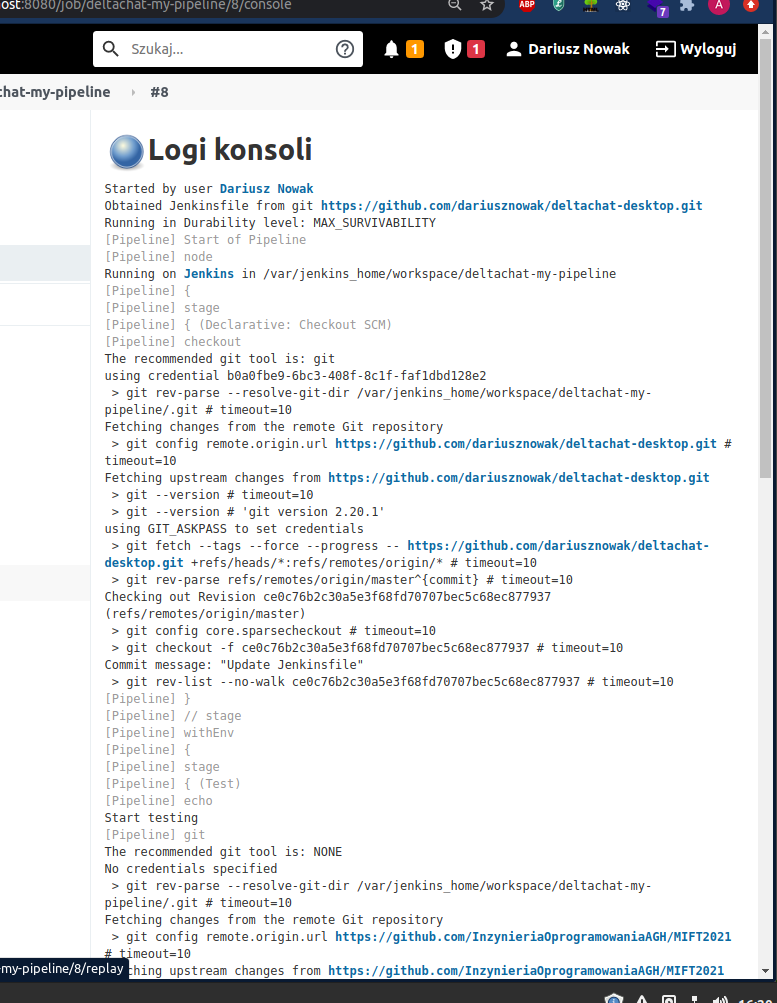 ost:8080/job/deltachat-my-pipeline/8/console
ABP
7
A
Szukaj...
1
1
Dariusz Nowak
Wyloguj
chat-my-pipeline
#8
Logi konsoli
Started by user Dariusz Nowak
Obtained Jenkinsfile from git https://github.com/dariusznowak/deltachat-desktop.git
Running in Durability level: MAX_SURVIVABILITY
[Pipeline] Start of Pipeline
[Pipeline] node
Running on Jenkins in /var/jenkins_home/workspace/deltachat-my-pipeline
[Pipeline] {
[Pipeline] stage
[Pipeline] { (Declarative: Checkout SCM)
[Pipeline] checkout
The recommended git tool is: git
using credential b0a0fbe9-6bc3-408f-8c1f-faf1dbd128e2
> git rev-parse --resolve-git-dir /var/jenkins_home/workspace/deltachat-my-
pipeline/.git # timeout=10
Fetching changes from the remote Git repository
> git config remote.origin.url https://github.com/dariusznowak/deltachat-desktop.git #
timeout=10
Fetching upstream changes from https://github.com/dariusznowak/deltachat-desktop.git
> git --version # timeout=10
> git --version # 'git version 2.20.1'
using GIT_ASKPASS to set credentials
> git fetch --tags --force --progress -- https://github.com/dariusznowak/deltachat-
desktop.git +refs/heads/*:refs/remotes/origin/* # timeout=10
> git rev-parse refs/remotes/origin/master^{commit} # timeout=10
Checking out Revision ce0c76b2c30a5e3f68fd70707bec5c68ec877937
(refs/remotes/origin/master)
> git config core.sparsecheckout # timeout=10
> git checkout -f ce0c76b2c30a5e3f68fd70707bec5c68ec877937 # timeout=10
Commit message: "Update Jenkinsfile"
> git rev-list --no-walk ce0c76b2c30a5e3f68fd70707bec5c68ec877937 # timeout=10
[Pipeline] }
[Pipeline] // stage
[Pipeline] withEnv
[Pipeline] {
[Pipeline] stage
[Pipeline] { (Test)
[Pipeline] echo
Start testing
[Pipeline] git
The recommended git tool is: NONE
No credentials specified
> git rev-parse --resolve-git-dir /var/jenkins_home/workspace/deltachat-my-
pipeline/.git # timeout=10
Fetching changes from the remote Git repository
> git config remote.origin.url https://github.com/InzynieriaOprogramowaniaAGH/MIFT2021
# timeout=10
ching upstream changes from https://github.com/InzynieriaOprogramowaniaAGH/MIFT2021
-my-pipeline/8/replay